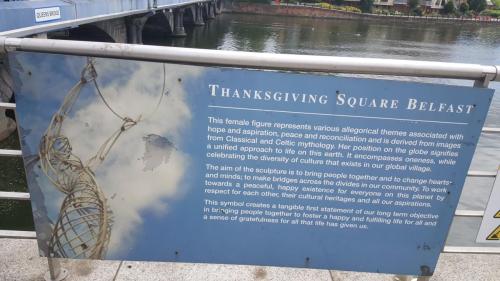 QUEENS BRIDGE
THANKSGIVING SQUARE BELFAST
This female figure represents various allegorical themes associated with
hope and aspiration, peace and reconciliation and is derived from images
from Classical and Celtic mythology. Her position on the globe signifies
a unified approach to life on this earth. It encompasses oneness, while
celebrating the diversity of culture that exists in our global village.
The aim of the sculpture is to bring people together and to change hearts
and minds; to make bridges across the divides in our community. To work
towards a peaceful, happy existence for everyone on this planet by
respect for each other, their cultural heritages and all our aspirations.
This symbol creates a tangible first statement of our long term objective
in bringing people together to foster a happy and fulfilling life for all and
a sense of gratefulness for all that life has given us.